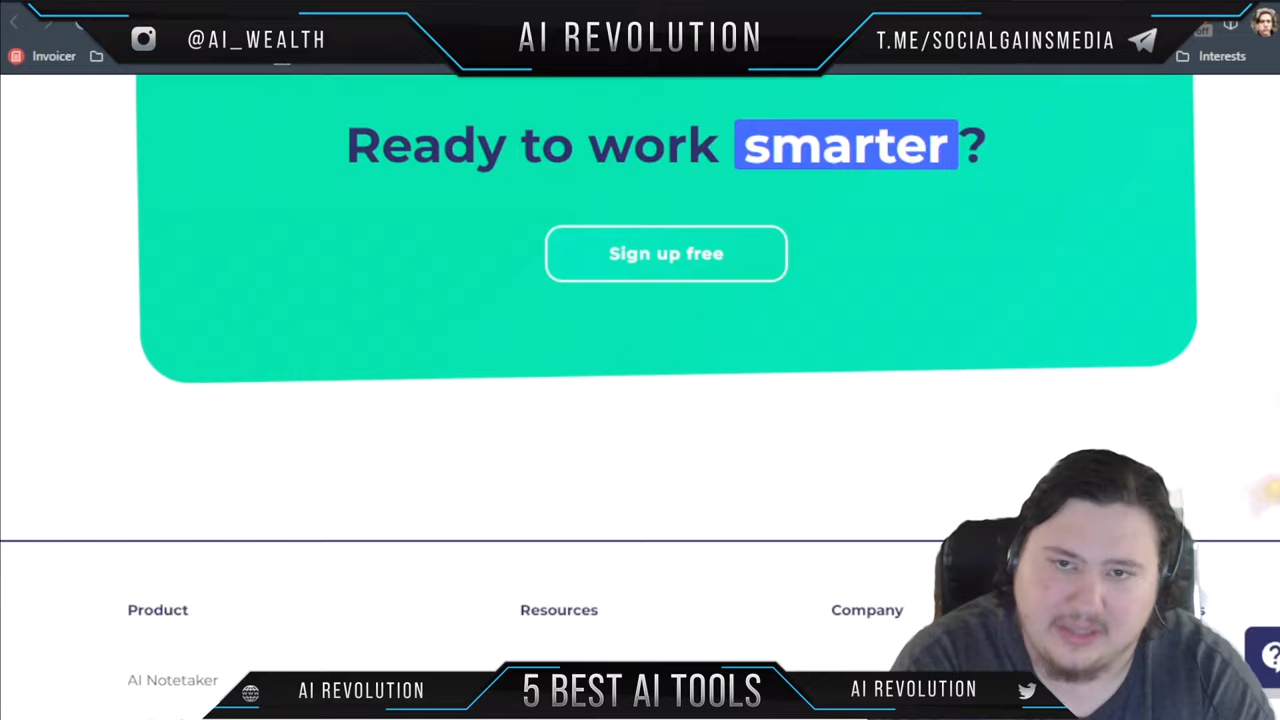 @AI_WEALTH
AI REVOLUTION
T.ME/SOCIALGAINSMEDIA
off
Invoicer
Interests
Ready to work smarter?
Sign up free
Product
Resources
Company
AI Notetaker
AI REVOLUTION
5 BEST AI TOOLS
AI REVOLUTION